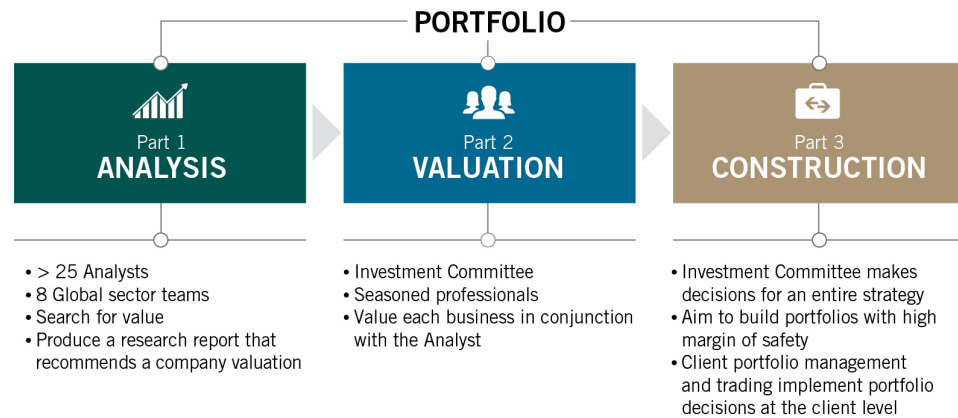 PORTFOLIO
Part 1
ANALYSIS
• > 25 Analysts
• 8 Global sector teams
• Search for value
• Produce a research report that
recommends a company valuation
Part 2
VALUATION
• Investment Committee
• Seasoned professionals
• Value each business in conjunction
with the Analyst
Part 3
CONSTRUCTION
• Investment Committee makes
decisions for an entire strategy
• Aim to build portfolios with high
margin of safety
• Client portfolio management
and trading implement portfolio
decisions at the client level